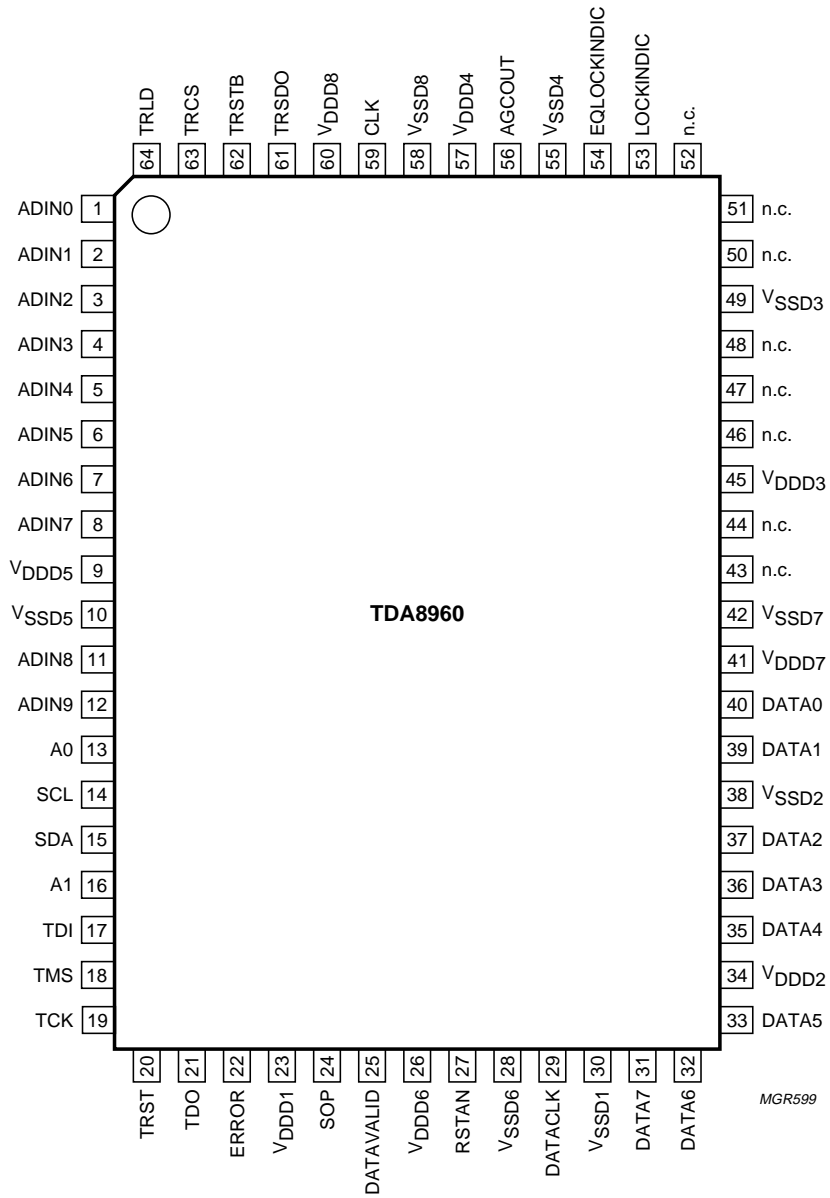 64 TRLD
63 TRCS
62 TRSTB
61 TRSDO
60 VDDD8
59 CLK
58 VSSD8
57 VDDD4
56 AGCOUT
55 VSSD4
54 EQLOCKINDIC
53 LOCKINDIC
52 n.c.
ADIN0 1
ADIN1 2
ADIN2 3
ADIN3 4
ADIN4 5
ADIN5 6
ADIN6 7
ADIN7 8
VDDD5 9
VSSD5 10
ADIN8 11
ADIN9 12
A0 13
SCL 14
SDA 15
A1 16
TDI 17
TMS 18
TCK 19
TDA8960
51 n.c.
50 n.c.
49 VSSD3
48 n.c.
47 n.c.
46 n.c.
45 VDDD3
44 n.c.
43 n.c.
42 VSSD7
41 VDDD7
40 DATA0
39 DATA1
38 VSSD2
37 DATA2
36 DATA3
35 DATA4
34 VDDD2
33 DATA5
TRST 20
TDO 21
ERROR 22
VDDD1 23
SOP 24
DATAVALID 25
VDDD6 26
RSTAN 27
VSSD6 28
DATACLK 29
VSSD1 30
DATA7 31
DATA6 32
MGR599